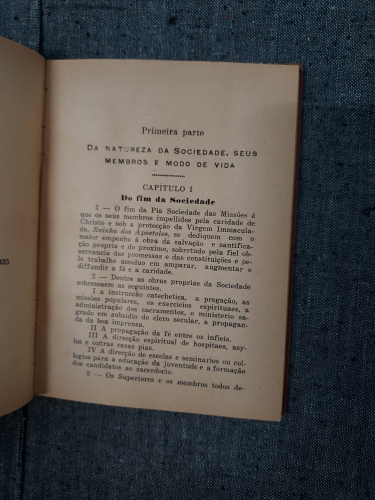 Primeira parte
DA NATUREZA DA SOCIEDADE, SEUS
MEMBROS E MODO DE VIDA
CAPITULO I
Do fim da Sociedade
1 — O fim da Pia Sociedade das Missões é
que os seus membros impellidos pela caridade de
Christo e sob a protecção da Virgem Immacula-
da, Rainha dos Apostolos, se dediquem com o
maior empenho á obra da salvação e santifica-
ção propria e do proximo, sobretudo pela fiel ob-
servancia das promessas e das constituições e pe-
lo trabalho assiduo em amparar, augmentar o
diffundir a fé e a caridade.
2 — Dentre as obras proprias da Sociedade
sobresaem as seguintes.
I a instrucção catechetica, a pregação, as
missões populares, os exercicios espirituaes, a
administração dos sacramentos, o ministerio sa-
grado em subsidio do clero secular, a propagan-
da da boa imprensa.
II A propagação da fé entre os infieis.
III A direcção espiritual de hospitaes, asy-
los e outras casas pias.
IV A direcção de escolas e seminarios ou col-
legios para a educação da juventude e a formação
dos candidatos ao sacerdocio.
3 — Os Superiores e os membros todos de-
935